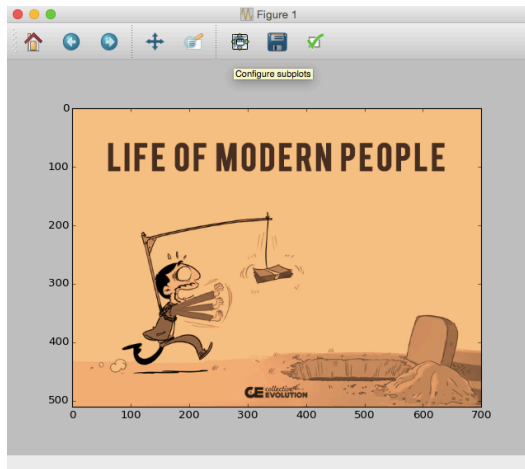 Figure 1
Configure subplots
0
100
200
300
400
500
0 100 200 300 400 500 600 700
LIFE OF MODERN PEOPLE
CE collective
EVOLUTION